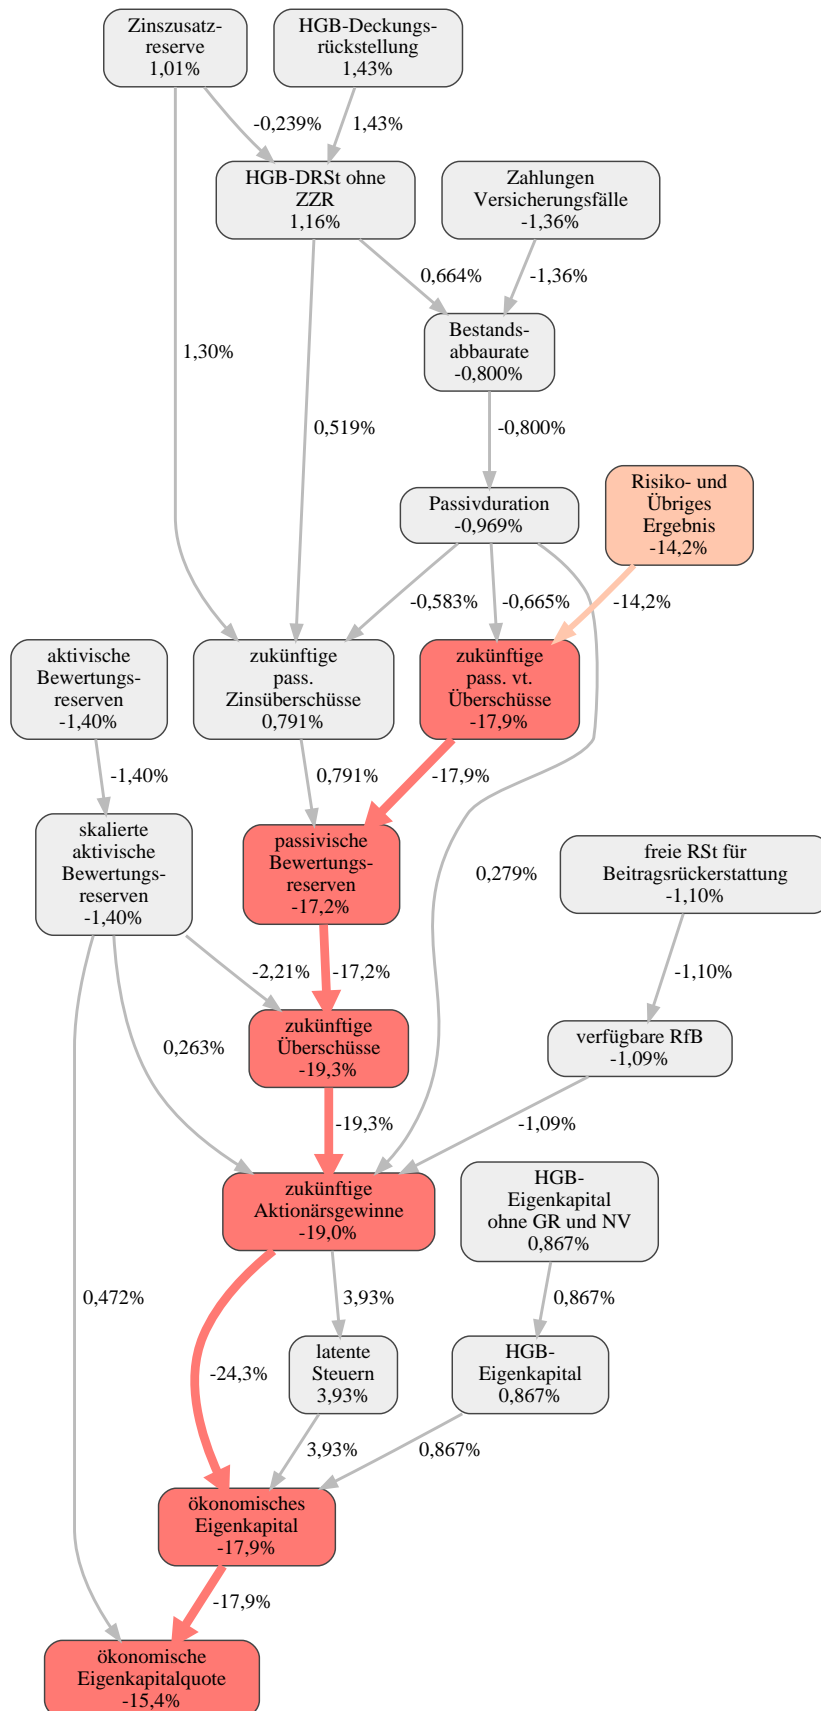 Zinszusatz-
reserve
1,01%
HGB-Deckungs-
rückstellung
1,43%
-0,239%
1,43%
HGB-DRSt ohne
ZZR
1,16%
Zahlungen
Versicherungsfälle
-1,36%
0,664%
-1,36%
1,30%
Bestands-
abbaurate
-0,800%
0,519%
-0,800%
Passivduration
-0,969%
Risiko- und
Übriges
Ergebnis
-14,2%
-0,583%
-0,665%
-14,2%
aktivische
Bewertungs-
reserven
-1,40%
zukünftige
pass.
Zinsüberschüsse
0,791%
zukünftige
pass. vt.
Überschüsse
-17,9%
-1,40%
0,791%
-17,9%
skalierte
aktivische
Bewertungs-
reserven
-1,40%
passivische
Bewertungs-
reserven
-17,2%
0,279%
freie RSt für
Beitragsrückerstattung
-1,10%
-2,21%
-17,2%
-1,10%
0,263%
zukünftige
Überschüsse
-19,3%
verfügbare RfB
-1,09%
-19,3%
-1,09%
zukünftige
Aktionärsgewinne
-19,0%
HGB-
Eigenkapital
ohne GR und NV
0,867%
0,472%
3,93%
0,867%
-24,3%
latente
Steuern
3,93%
HGB-
Eigenkapital
0,867%
3,93%
0,867%
ökonomisches
Eigenkapital
-17,9%
-17,9%
ökonomische
Eigenkapitalquote
-15,4%